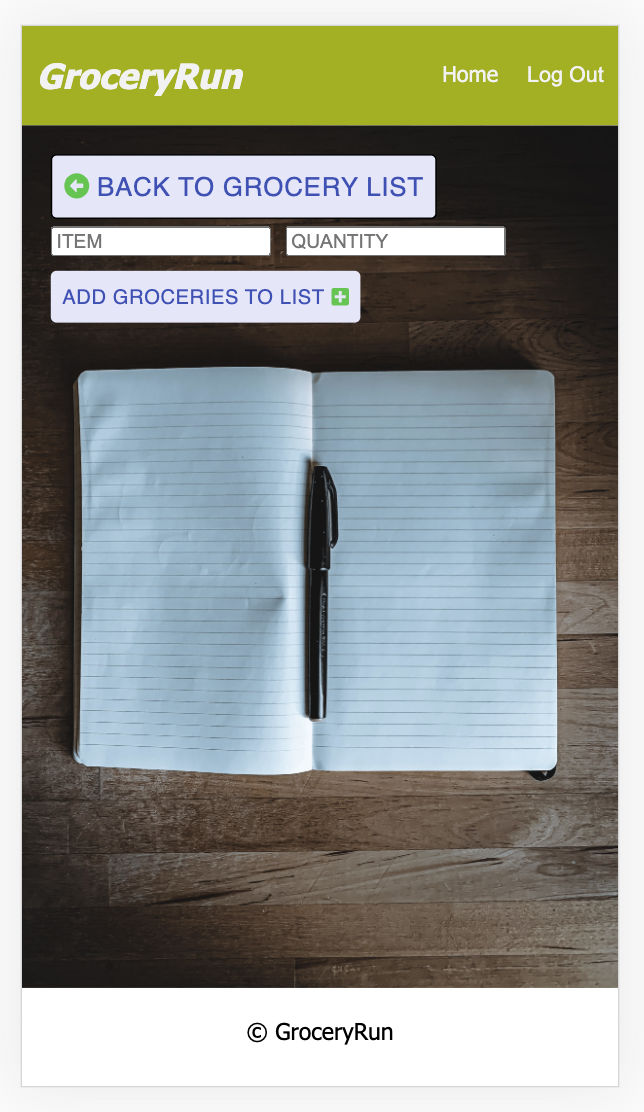 GroceryRun Home Log Out
BACK TO GROCERY LIST
ITEM QUANTITY
ADD GROCERIES TO LIST
© GroceryRun